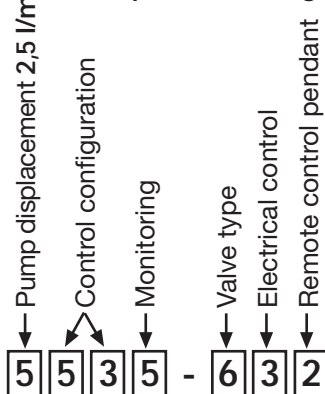 Pump displacement 2,5 l/m
Control configuration
Monitoring
Valve type
Electrical control
Remote control pendant
5 5 3 5 - 6 3 2